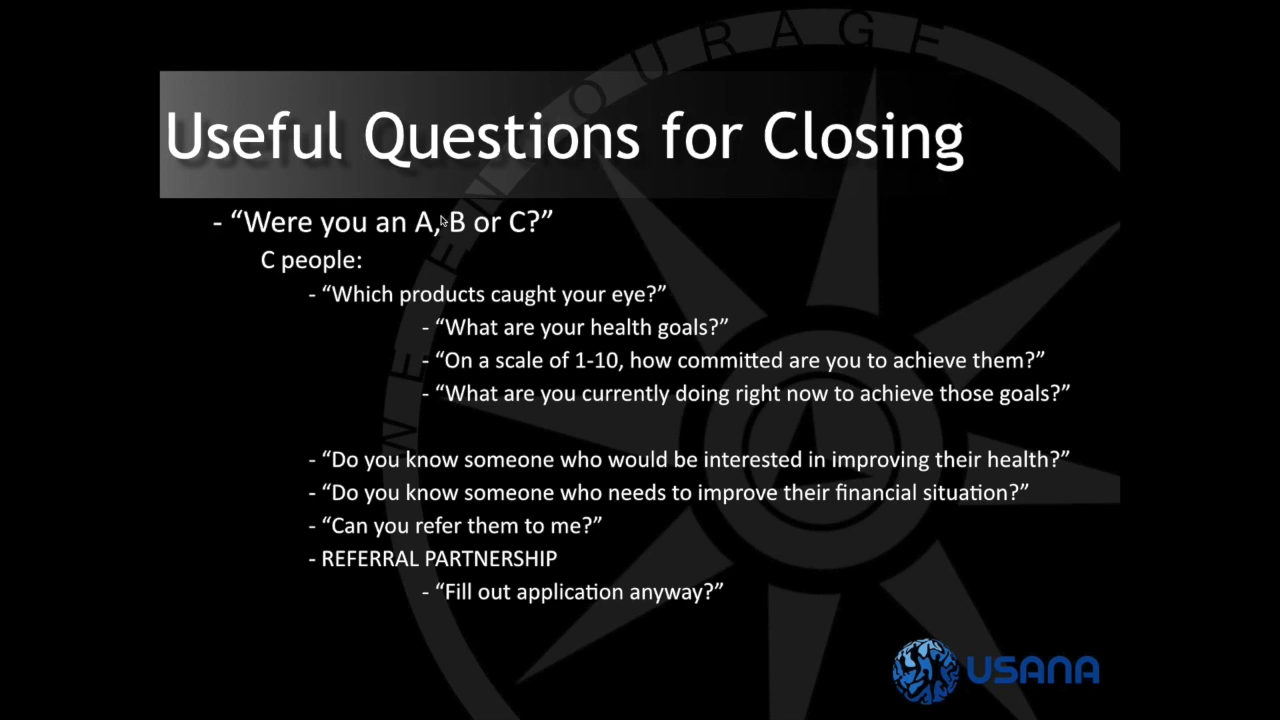 WE EN OURAGE
Useful Questions for Closing
- “Were you an A, B or C?”
C people:
- “Which products caught your eye?”
- “What are your health goals?”
- “On a scale of 1-10, how committed are you to achieve them?”
- “What are you currently doing right now to achieve those goals?”
- “Do you know someone who would be interested in improving their health?”
- “Do you know someone who needs to improve their financial situation?”
- “Can you refer them to me?”
- REFERRAL PARTNERSHIP
- “Fill out application anyway?”
USANA